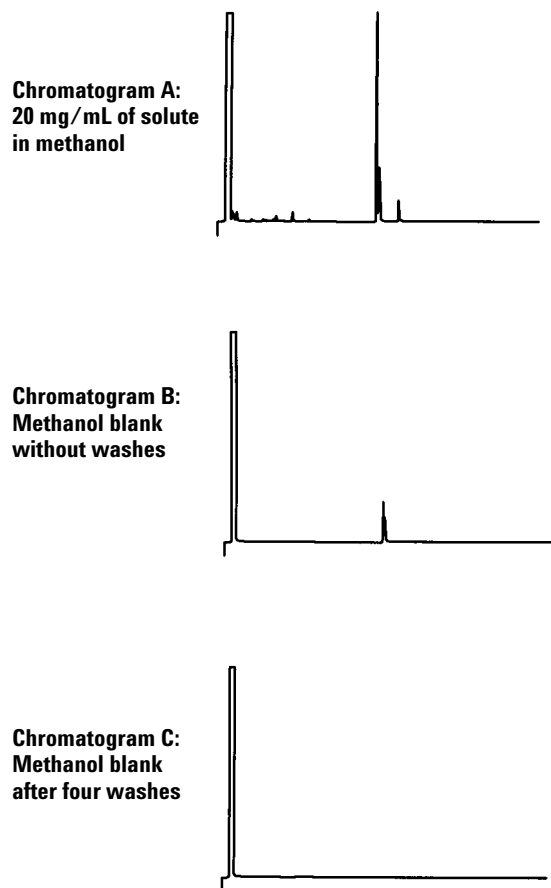 Chromatogram A:
20 mg/mL of solute
in methanol
Chromatogram B:
Methanol blank
without washes
Chromatogram C:
Methanol blank
after four washes